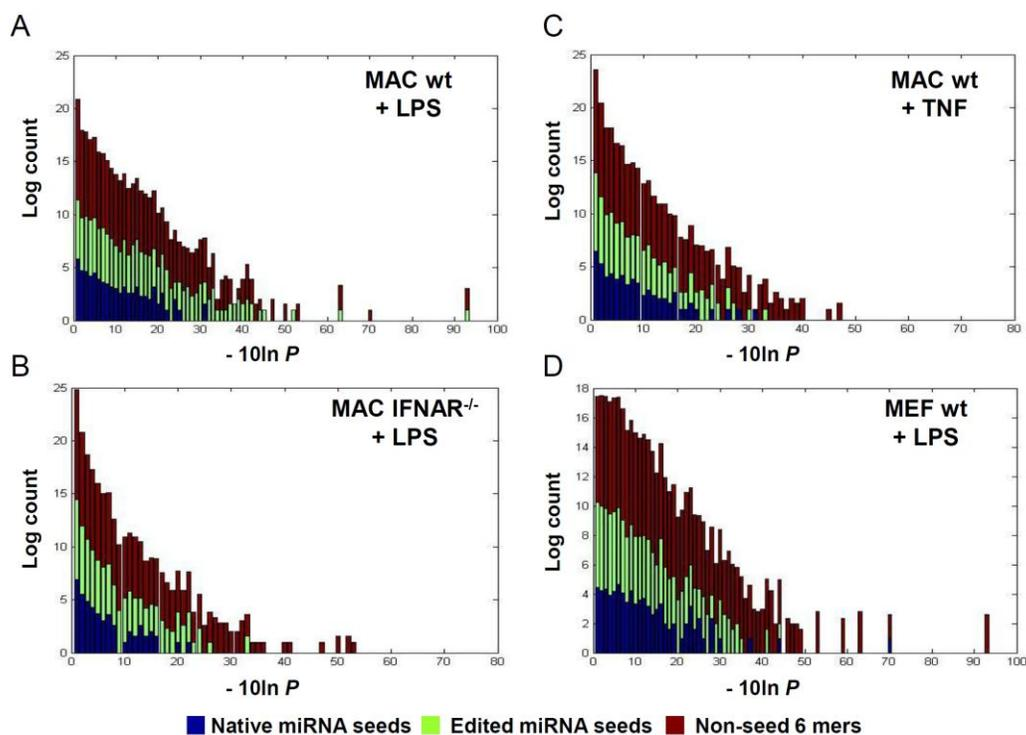 A
MAC wt
+ LPS
Log count
25
20
15
10
5
0
0 10 20 30 40 50 60 70 80 90 100
- 10ln P
C
MAC wt
+ TNF
Log count
25
20
15
10
5
0
0 10 20 30 40 50 60 70 80
- 10ln P
B
MAC IFNAR-/-
+ LPS
Log count
25
20
15
10
5
0
0 10 20 30 40 50 60 70 80
- 10ln P
D
MEF wt
+ LPS
Log count
18
16
14
12
10
8
6
4
2
0
0 10 20 30 40 50 60 70 80 90 100
- 10ln P
Native miRNA seeds Edited miRNA seeds Non-seed 6 mers